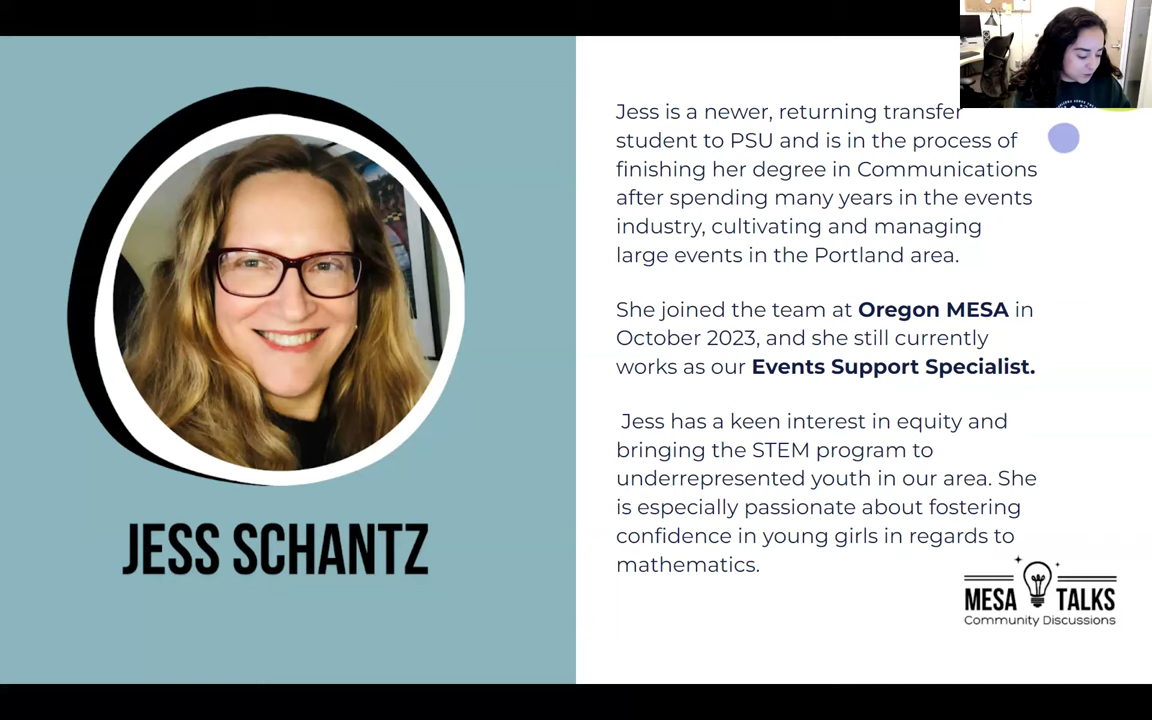 Jess is a newer, returning transfer
student to PSU and is in the process of
finishing her degree in Communications
after spending many years in the events
industry, cultivating and managing
large events in the Portland area.
She joined the team at Oregon MESA in
October 2023, and she still currently
works as our Events Support Specialist.
Jess has a keen interest in equity and
bringing the STEM program to
underrepresented youth in our area. She
is especially passionate about fostering
confidence in young girls in regards to
mathematics.
JESS SCHANTZ
MESA TALKS
Community Discussions